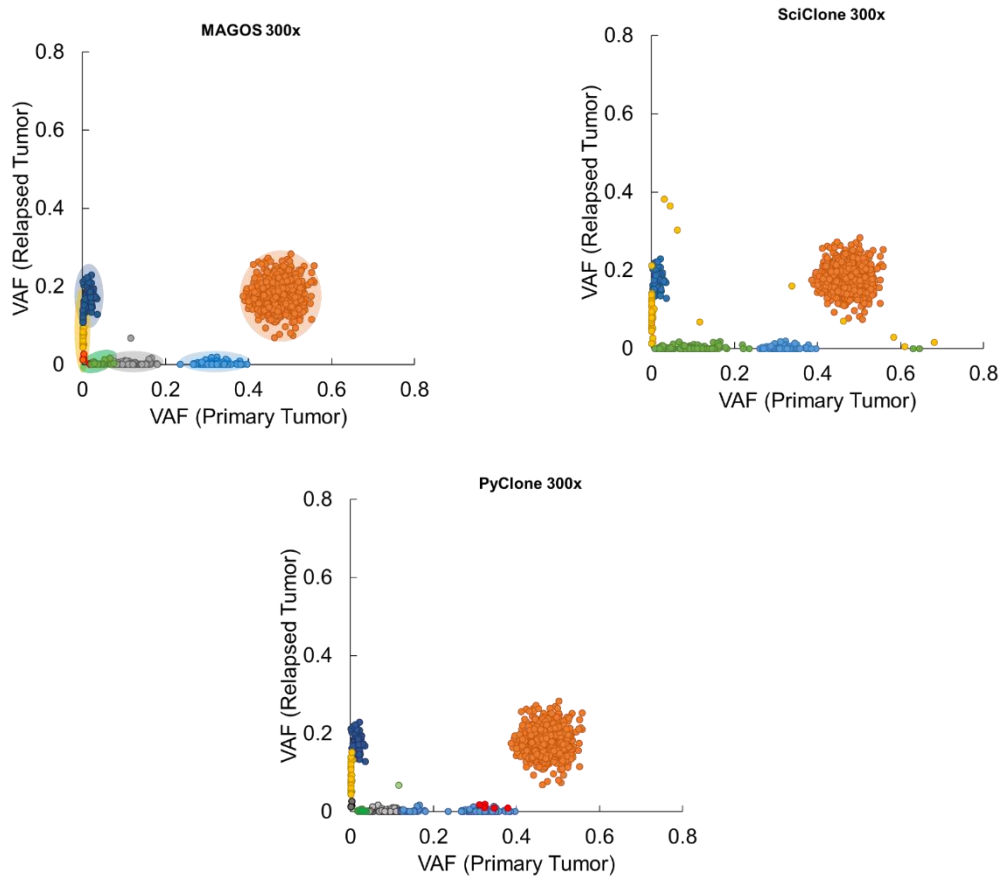 MAGOS 300x
0.8
0.6
0.4
0.2
0
VAF (Relapsed Tumor)
0 0.2 0.4 0.6 0.8
VAF (Primary Tumor)
SciClone 300x
0.8
0.6
0.4
0.2
0
VAF (Relapsed Tumor)
0 0.2 0.4 0.6 0.8
VAF (Primary Tumor)
PyClone 300x
0.8
0.6
0.4
0.2
0
VAF (Relapsed Tumor)
0 0.2 0.4 0.6 0.8
VAF (Primary Tumor)